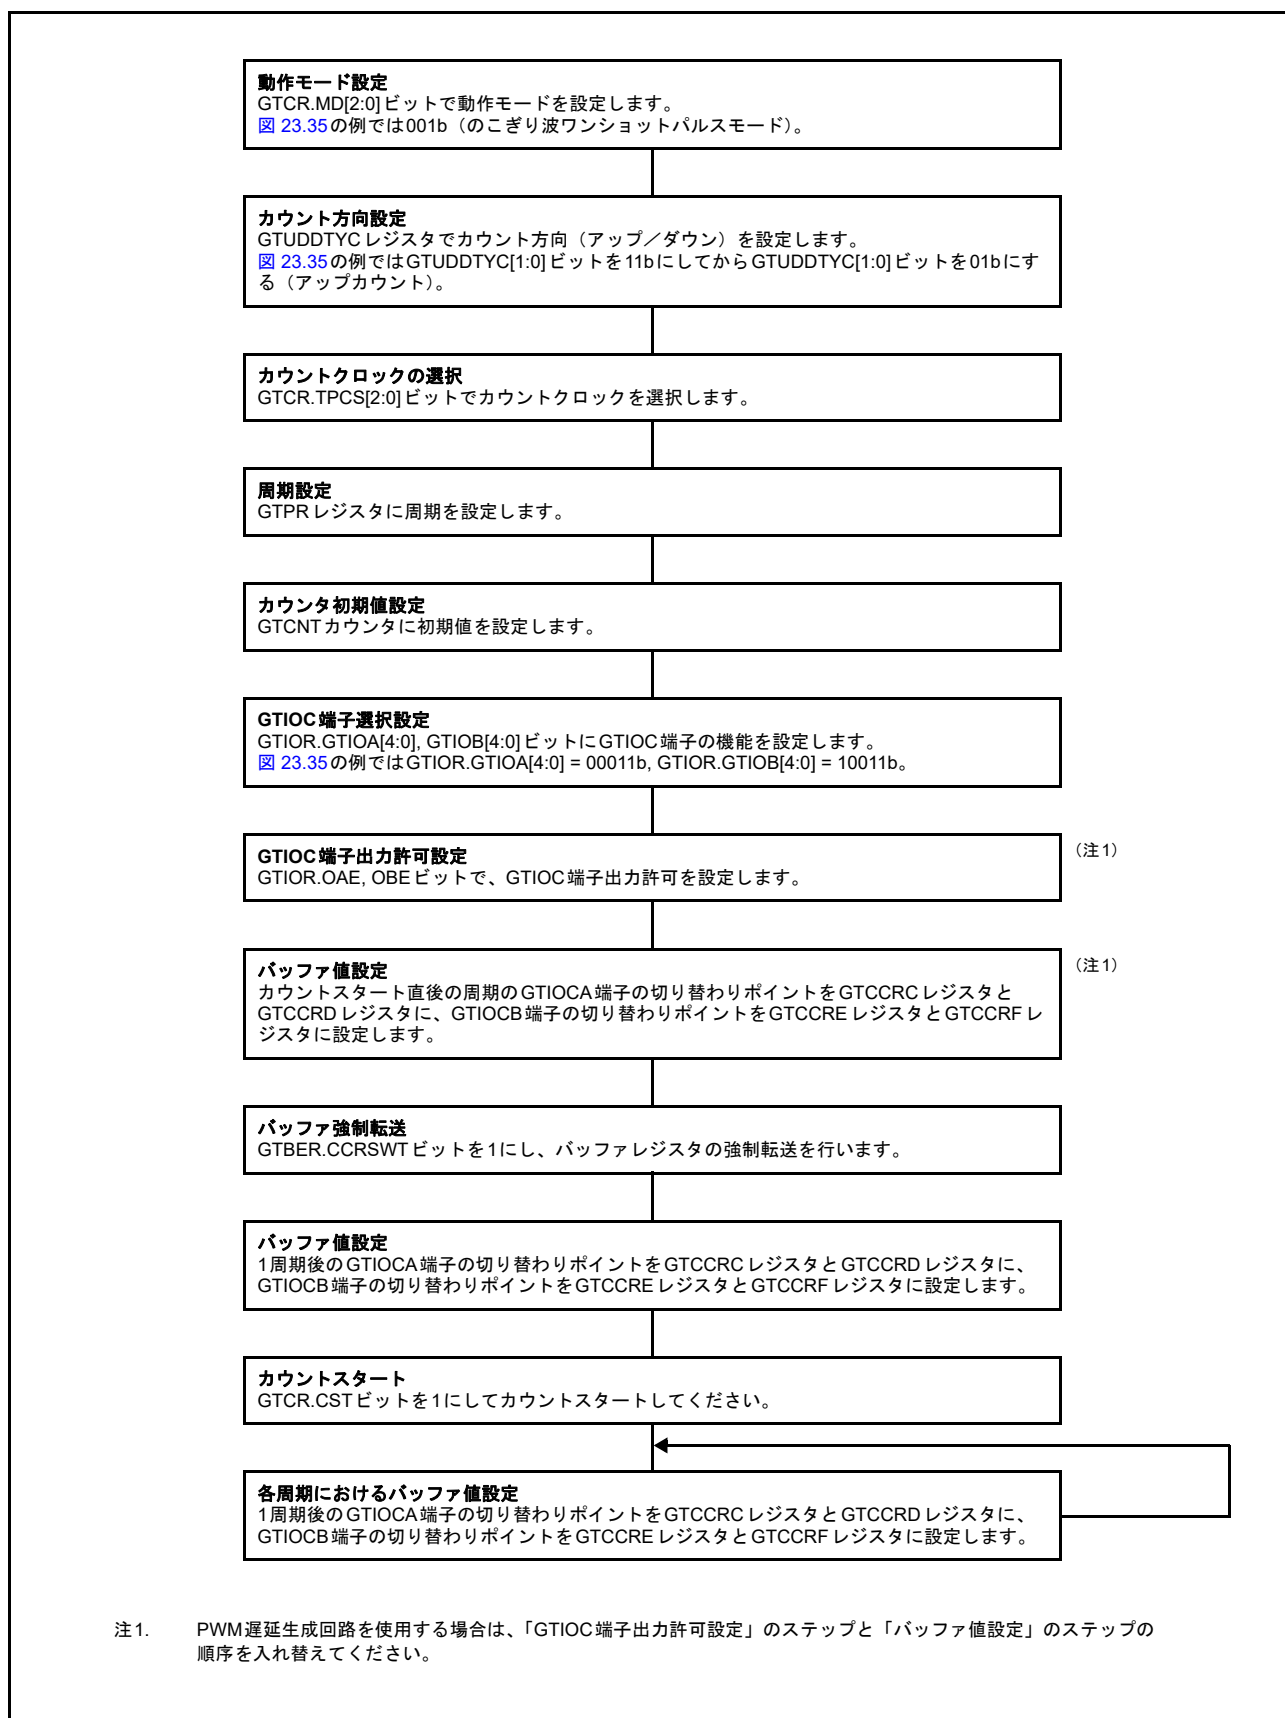 動作モード設定
GTCR.MD[2:0]ビットで動作モードを設定します。
図 23.35の例では001b（のこぎり波ワンショットパルスモード）。
カウント方向設定
GTUDDTYCレジスタでカウント方向（アップ／ダウン）を設定します。
図 23.35の例ではGTUDDTYC[1:0]ビットを11bにしてからGTUDDTYC[1:0]ビットを01bにす
る（アップカウント）。
カウントクロックの選択
GTCR.TPCS[2:0]ビットでカウントクロックを選択します。
周期設定
GTPRレジスタに周期を設定します。
カウンタ初期値設定
GTCNTカウンタに初期値を設定します。
GTIOC端子選択設定
GTIOR.GTIOA[4:0], GTIOB[4:0]ビットにGTIOC端子の機能を設定します。
図 23.35の例ではGTIOR.GTIOA[4:0] = 00011b, GTIOR.GTIOB[4:0] = 10011b。
GTIOC端子出力許可設定
GTIOR.OAE, OBEビットで、GTIOC端子出力許可を設定します。
（注1）
バッファ値設定
カウントスタート直後の周期のGTIOCA端子の切り替わりポイントをGTCCRCレジスタと
GTCCRDレジスタに、GTIOCB端子の切り替わりポイントをGTCCREレジスタとGTCCRFレ
ジスタに設定します。
（注1）
バッファ強制転送
GTBER.CCRSWTビットを1にし、バッファレジスタの強制転送を行います。
バッファ値設定
1周期後のGTIOCA端子の切り替わりポイントをGTCCRCレジスタとGTCCRDレジスタに、
GTIOCB端子の切り替わりポイントをGTCCREレジスタとGTCCRFレジスタに設定します。
カウントスタート
GTCR.CSTビットを1にしてカウントスタートしてください。
各周期におけるバッファ値設定
1周期後のGTIOCA端子の切り替わりポイントをGTCCRCレジスタとGTCCRDレジスタに、
GTIOCB端子の切り替わりポイントをGTCCREレジスタとGTCCRFレジスタに設定します。
注1. PWM遅延生成回路を使用する場合は、「GTIOC端子出力許可設定」のステップと「バッファ値設定」のステップの
順序を入れ替えてください。